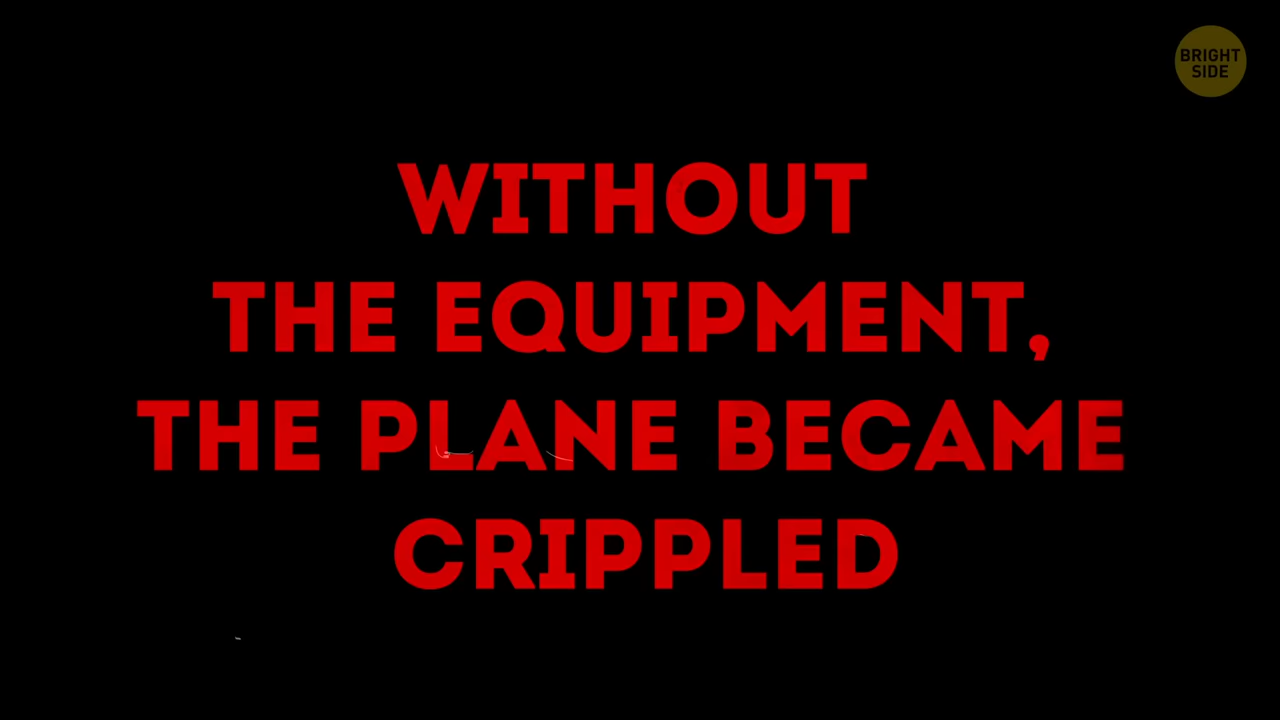 BRIGHT
SIDE
WITHOUT
THE EQUIPMENT,
THE PLANE BECAME
CRIPPLED